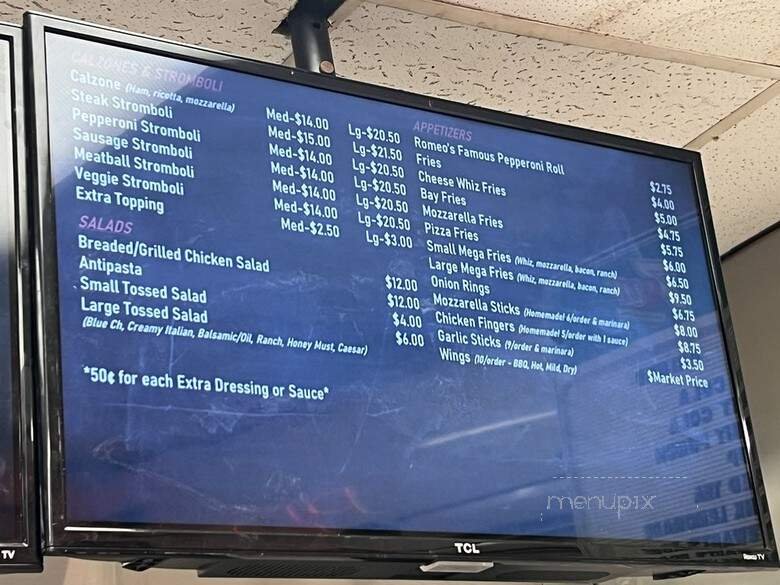 CALZONES & STROMBOLI
Calzone (Ham, ricotta, mozzarella) Med-$14.00 Lg-$20.50
Steak Stromboli Med-$15.00 Lg-$21.50
Pepperoni Stromboli Med-$14.00 Lg-$20.50
Sausage Stromboli Med-$14.00 Lg-$20.50
Meatball Stromboli Med-$14.00 Lg-$20.50
Veggie Stromboli Med-$14.00 Lg-$20.50
Extra Topping Med-$2.50 Lg-$3.00
SALADS
Breaded/Grilled Chicken Salad $12.00
Antipasta $12.00
Small Tossed Salad $4.00
Large Tossed Salad $6.00
(Blue Ch, Creamy Italian, Balsamic/Oil, Ranch, Honey Must, Caesar)
*50¢ for each Extra Dressing or Sauce*
APPETIZERS
Romeo's Famous Pepperoni Roll $2.75
Fries $4.00
Cheese Whiz Fries $5.00
Bay Fries $4.75
Mozzarella Fries $5.75
Pizza Fries $6.00
Small Mega Fries (Whiz, mozzarella, bacon, ranch) $6.50
Large Mega Fries (Whiz, mozzarella, bacon, ranch) $9.50
Onion Rings $6.75
Mozzarella Sticks (Homemade! 6/order & marinara) $8.00
Chicken Fingers (Homemade! 5/order with 1 sauce) $8.75
Garlic Sticks (9/order & marinara) $3.50
Wings (10/order - BBQ, Hot, Mild, Dry) $Market Price
menupix
TV
TCL
Roku TV